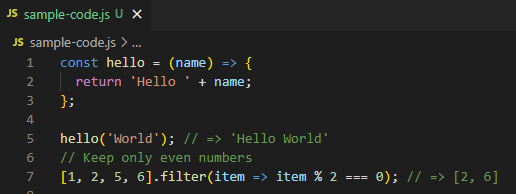 JS sample-code.js U ×
JS sample-code.js > ...
1 const hello = (name) => {
2   return 'Hello ' + name;
3 };
4
5 hello('World'); // => 'Hello World'
6 // Keep only even numbers
7 [1, 2, 5, 6].filter(item => item % 2 === 0); // => [2, 6]